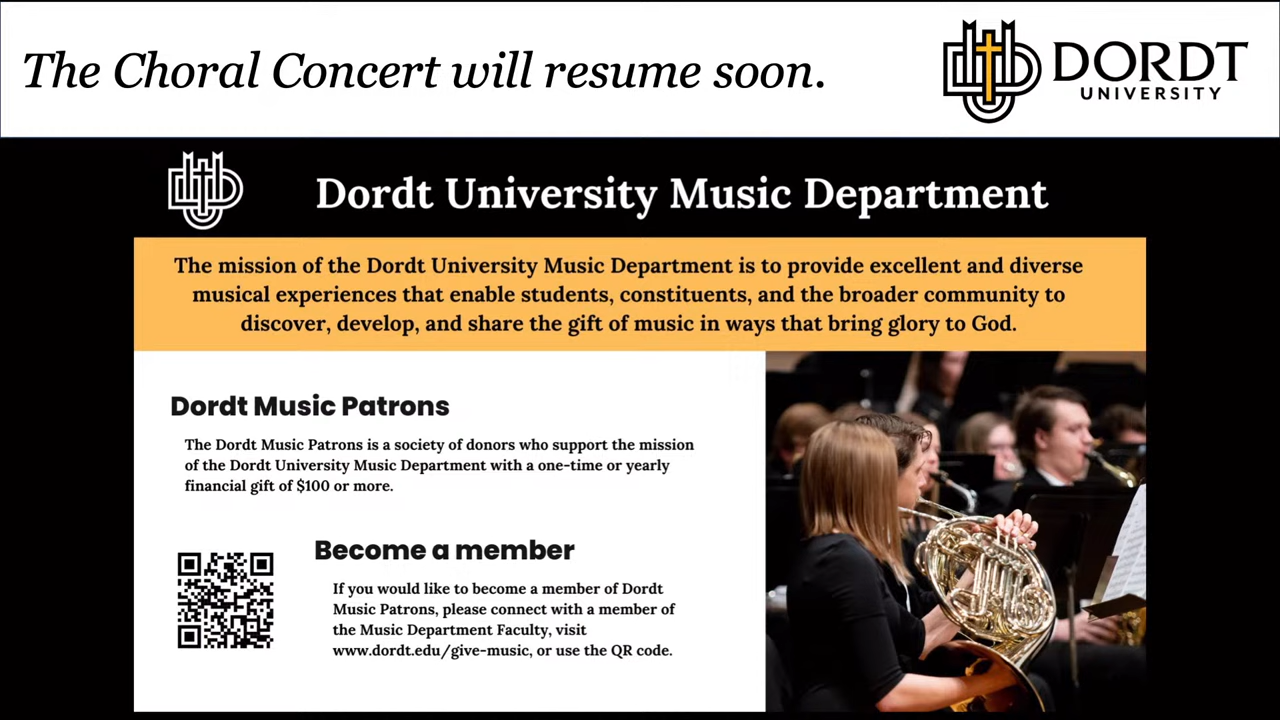 The Choral Concert will resume soon.
DORDT
UNIVERSITY
Dordt University Music Department
The mission of the Dordt University Music Department is to provide excellent and diverse
musical experiences that enable students, constituents, and the broader community to
discover, develop, and share the gift of music in ways that bring glory to God.
Dordt Music Patrons
The Dordt Music Patrons is a society of donors who support the mission
of the Dordt University Music Department with a one-time or yearly
financial gift of $100 or more.
Become a member
If you would like to become a member of Dordt
Music Patrons, please connect with a member of
the Music Department Faculty, visit
www.dordt.edu/give-music, or use the QR code.